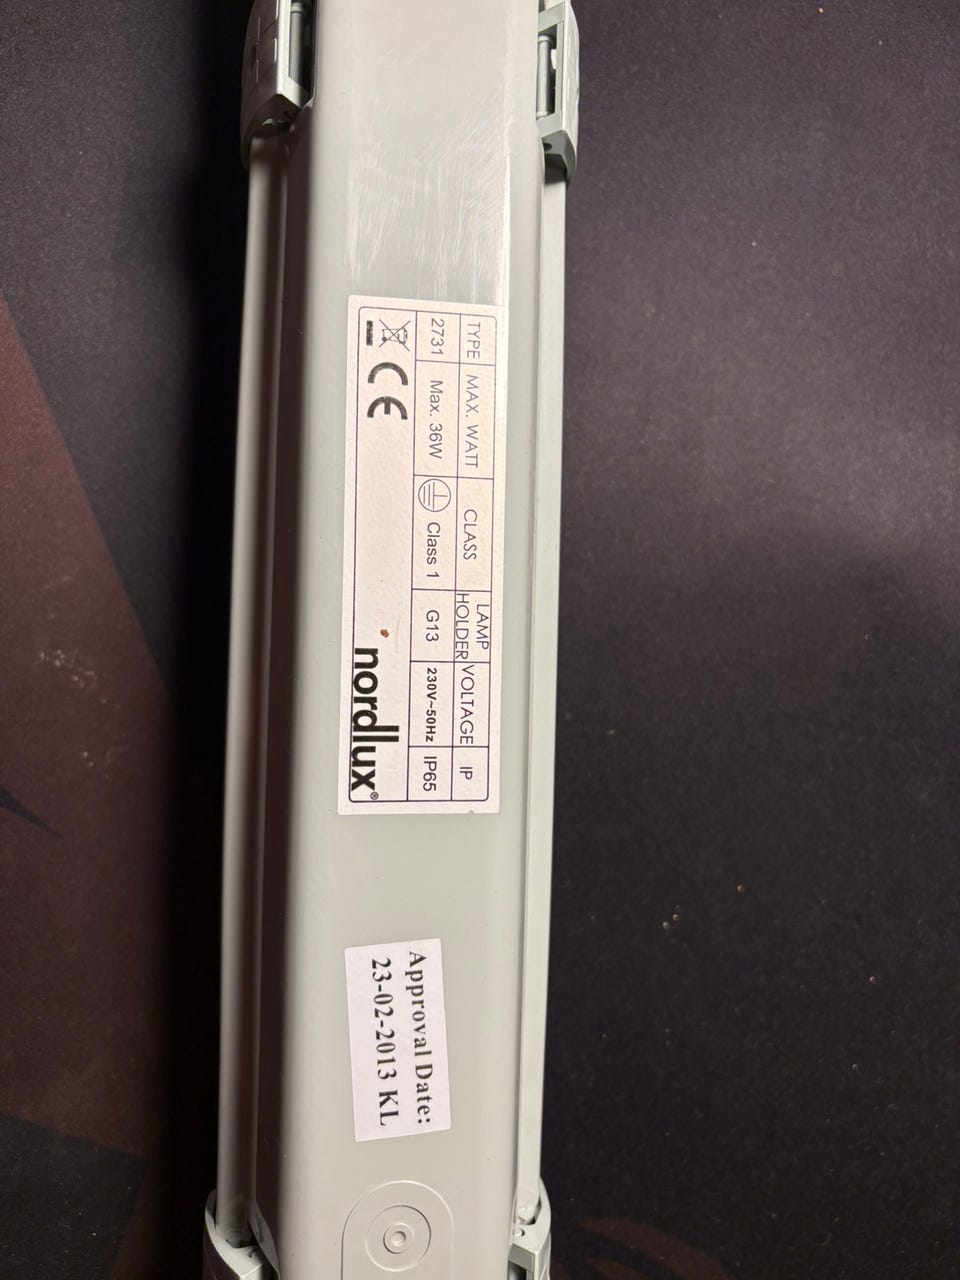 TYPE MAX. WATT CLASS LAMP HOLDER VOLTAGE IP
2731 Max. 36W Class 1 G13 230V~50Hz IP65
CE nordlux®
Approval Date:
23-02-2013 KL